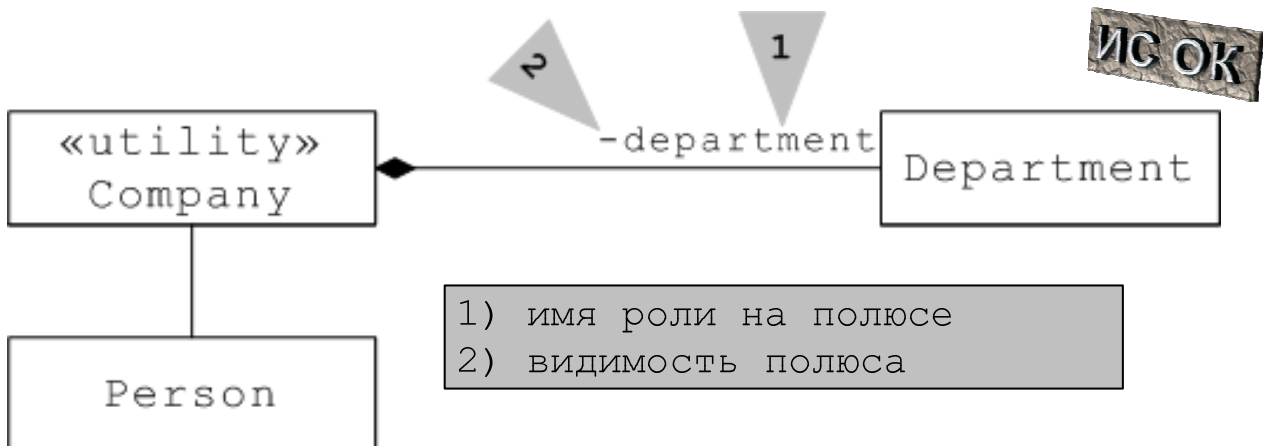 2
1
ИС ОК
«utility»
Company
-department
Department
1) имя роли на полюсе
2) видимость полюса
Person